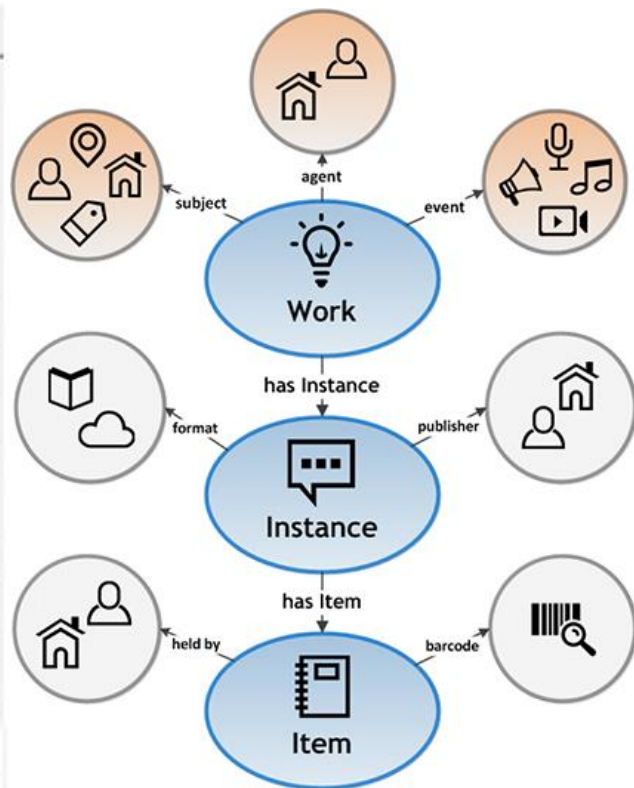 agent
subject
event
Work
has Instance
format
publisher
Instance
has Item
held by
barcode
Item